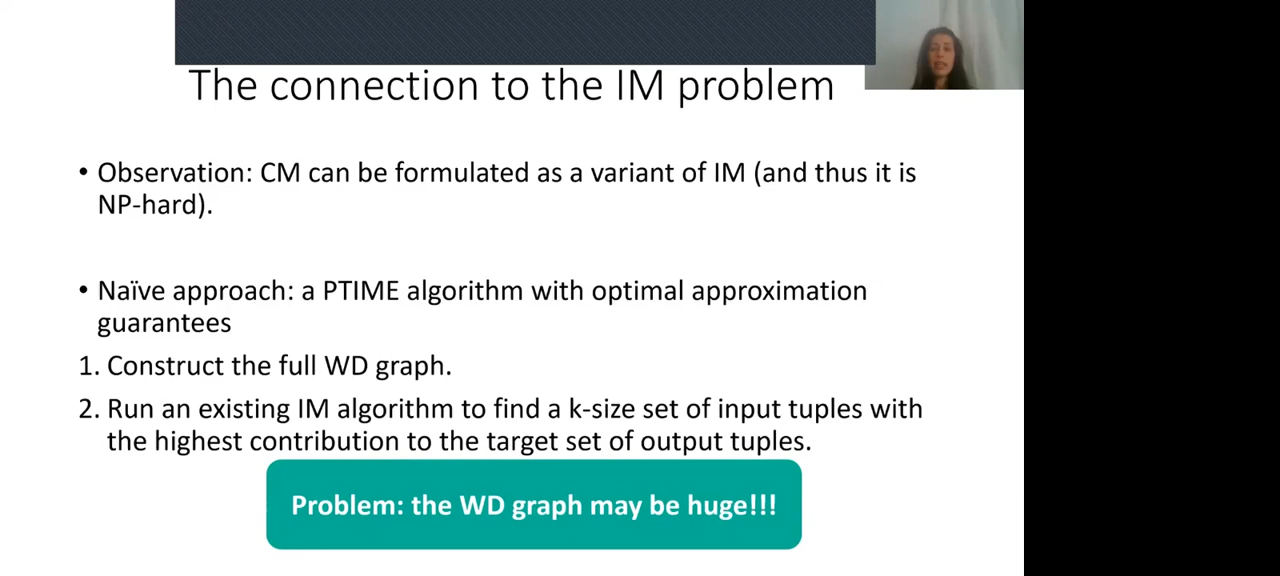 The connection to the IM problem
• Observation: CM can be formulated as a variant of IM (and thus it is
NP-hard).
• Naïve approach: a PTIME algorithm with optimal approximation
guarantees
1. Construct the full WD graph.
2. Run an existing IM algorithm to find a k-size set of input tuples with
the highest contribution to the target set of output tuples.
Problem: the WD graph may be huge!!!